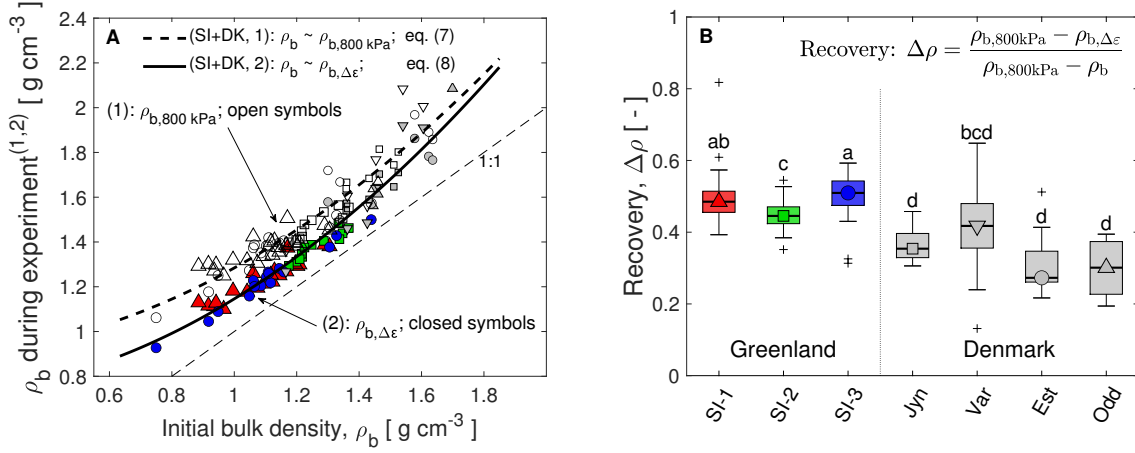 A
(SI+DK, 1): ρb ~ ρb,800 kPa; eq. (7)
(SI+DK, 2): ρb ~ ρb,Δε; eq. (8)
(1): ρb,800 kPa; open symbols
1:1
(2): ρb,Δε; closed symbols
ρb during experiment(1,2) [ g cm-3 ]
2.4
2.2
2
1.8
1.6
1.4
1.2
1
0.8
0.6 0.8 1 1.2 1.4 1.6 1.8
Initial bulk density, ρb [ g cm-3 ]
B
Recovery: Δρ = (ρb,800kPa − ρb,Δε) / (ρb,800kPa − ρb)
Recovery, Δρ [ - ]
1
0.8
0.6
0.4
0.2
0
ab c a d bcd d d
Greenland Denmark
SI-1 SI-2 SI-3 Jyn Var Est Odd